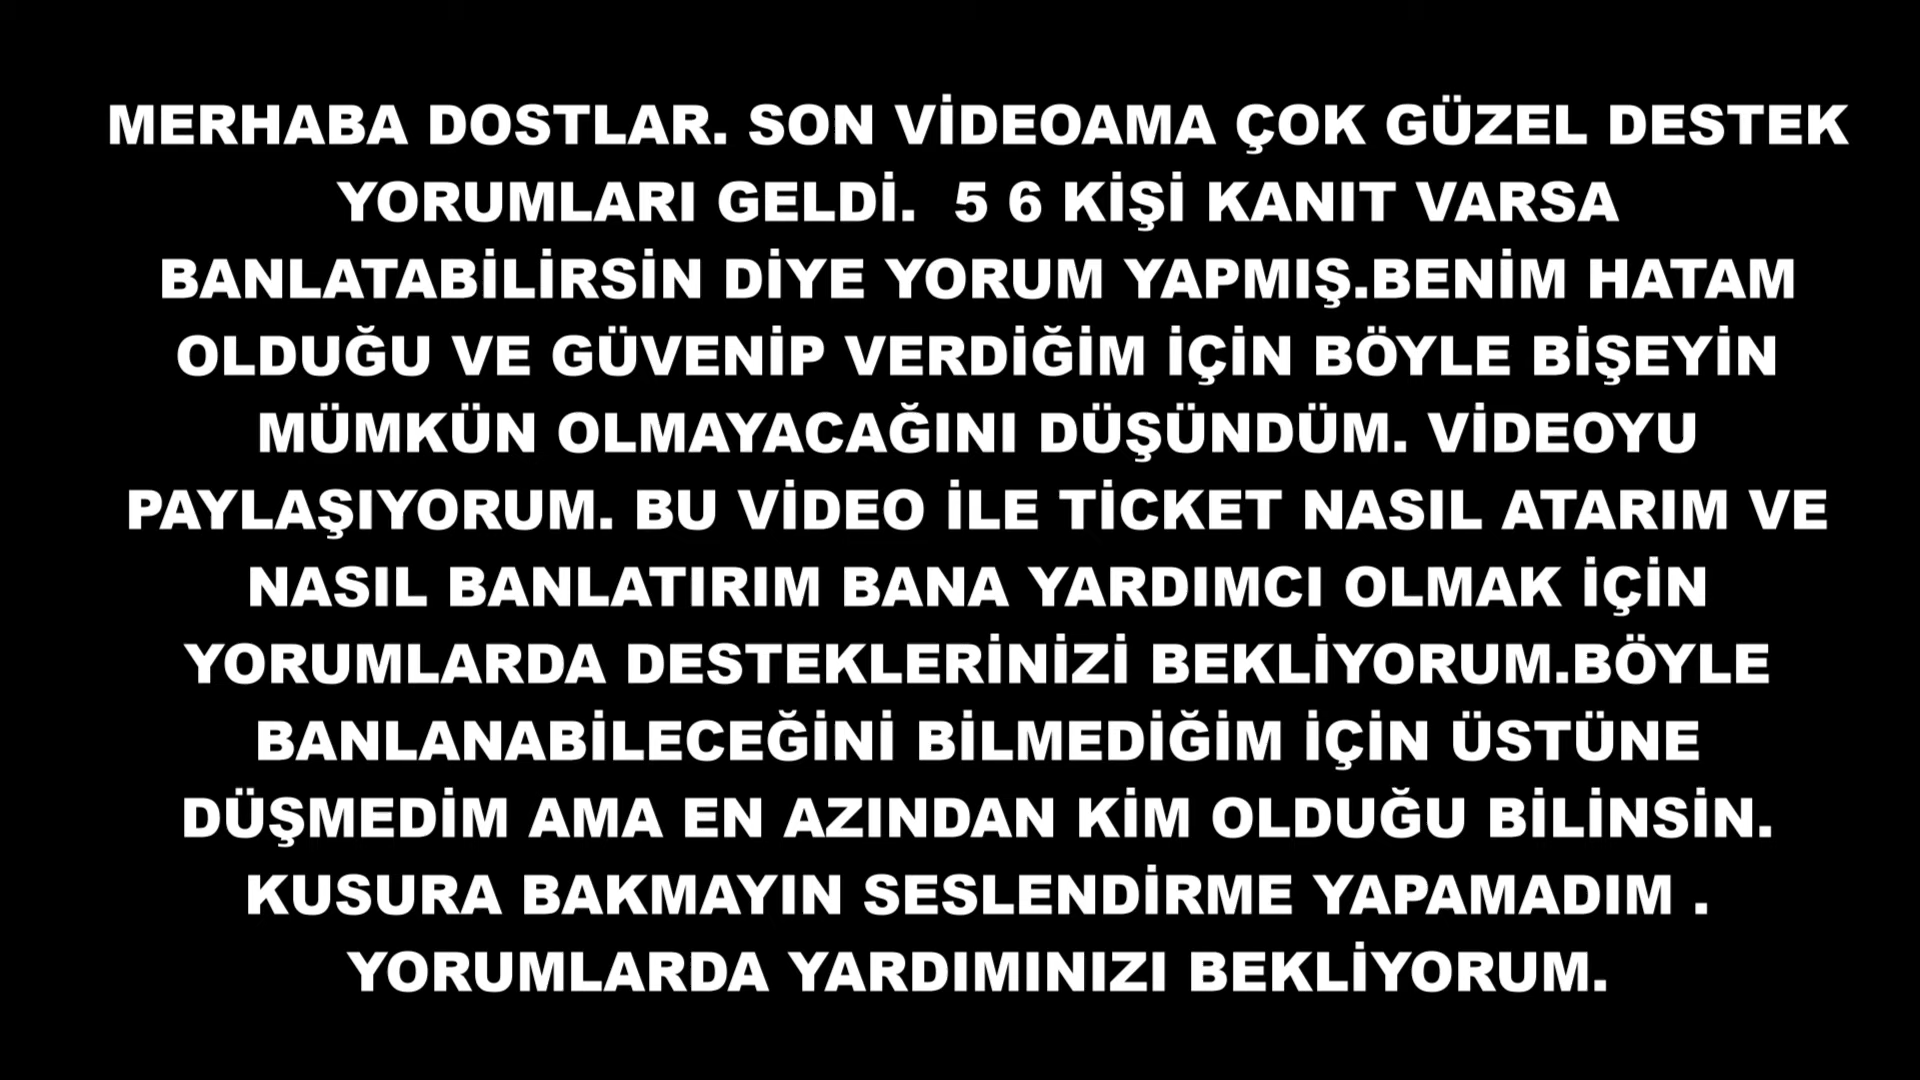 MERHABA DOSTLAR. SON VİDEOAMA ÇOK GÜZEL DESTEK
YORUMLARI GELDİ.  5 6 KİŞİ KANIT VARSA
BANLATABİLİRSİN DİYE YORUM YAPMIŞ.BENİM HATAM
OLDUĞU VE GÜVENİP VERDİĞİM İÇİN BÖYLE BİŞEYİN
MÜMKÜN OLMAYACAĞINI DÜŞÜNDÜM. VİDEOYU
PAYLAŞIYORUM. BU VİDEO İLE TİCKET NASIL ATARIM VE
NASIL BANLATIRIM BANA YARDIMCI OLMAK İÇİN
YORUMLARDA DESTEKLERİNİZİ BEKLİYORUM.BÖYLE
BANLANABİLECEĞİNİ BİLMEDİĞİM İÇİN ÜSTÜNE
DÜŞMEDİM AMA EN AZINDAN KİM OLDUĞU BİLİNSİN.
KUSURA BAKMAYIN SESLENDİRME YAPAMADIM .
YORUMLARDA YARDIMINIZI BEKLİYORUM.